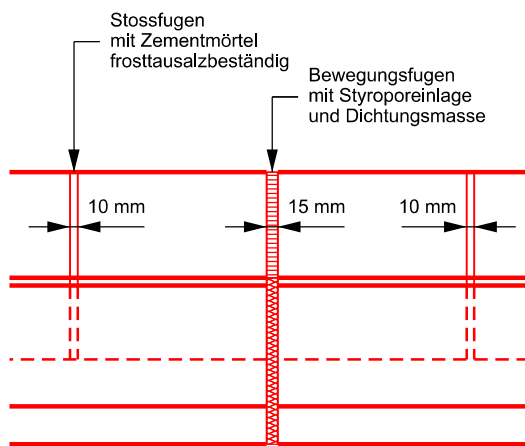 Stossfugen
mit Zementmörtel
frosttausalzbeständig
Bewegungsfugen
mit Styroporeinlage
und Dichtungsmasse
10 mm
15 mm
10 mm